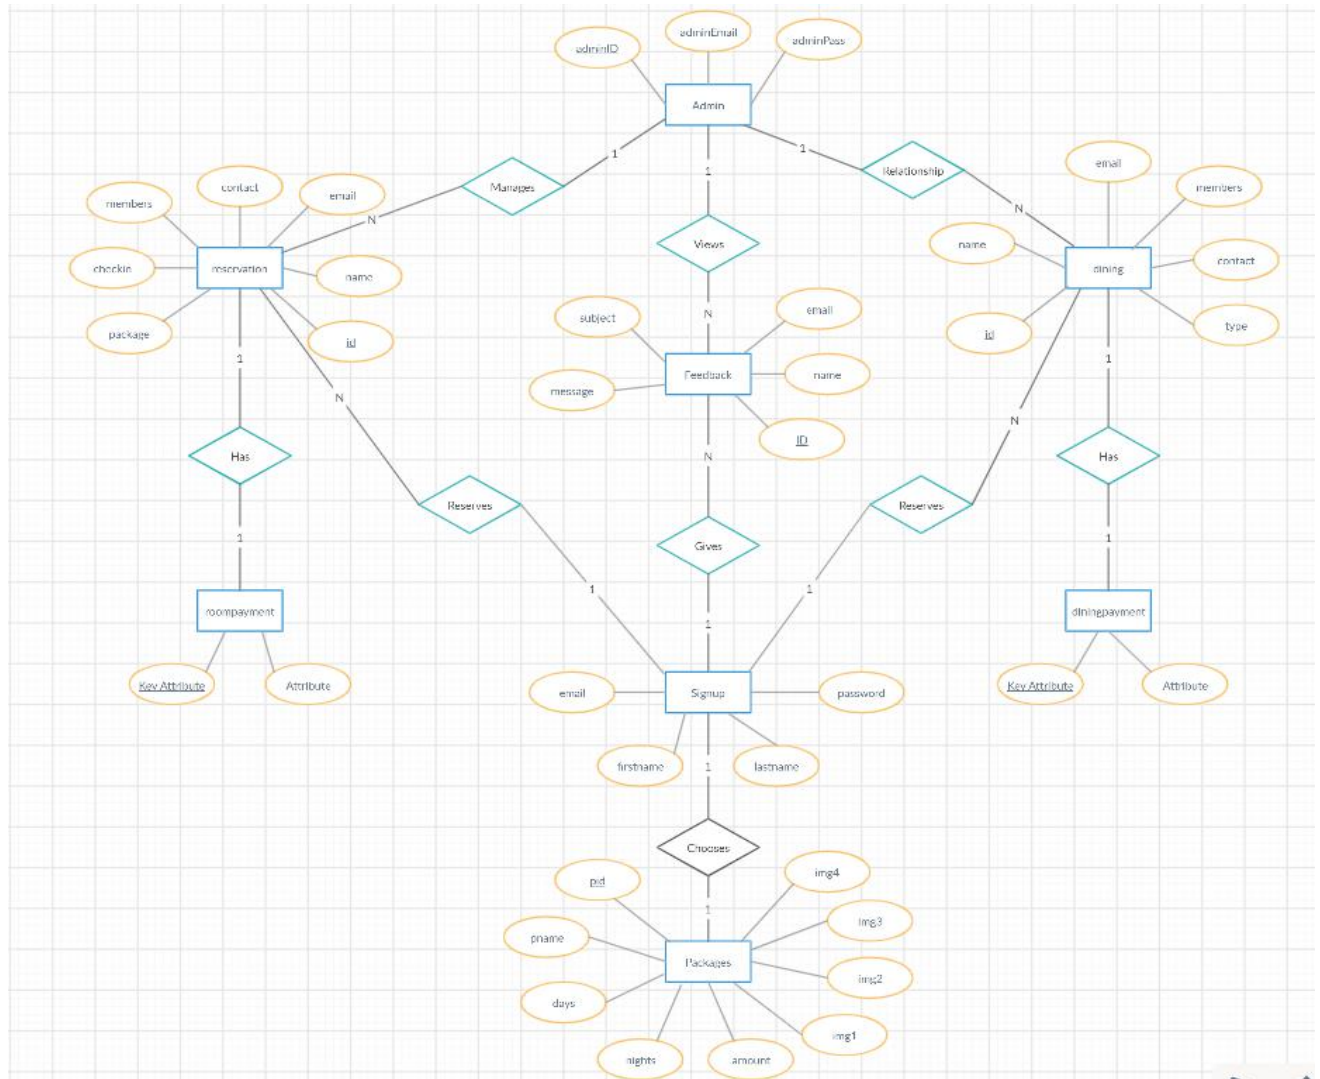 adminEmail
adminID
adminPass
Admin
1
1
1
Relationship
Manages
contact
email
members
N
N
email
members
name
contact
checkin
reservation
name
Views
dining
package
id
id
type
N
subject
email
Feedback
name
message
ID
1
N
N
1
Has
N
Has
Reserves
Reserves
Gives
1
1
1
1
1
roompayment
diningpayment
Key Attribute
Attribute
email
Signup
password
Key Attribute
Attribute
firstname
1
lastname
Chooses
pid
img4
1
img3
pname
Packages
img2
days
img1
nights
amount